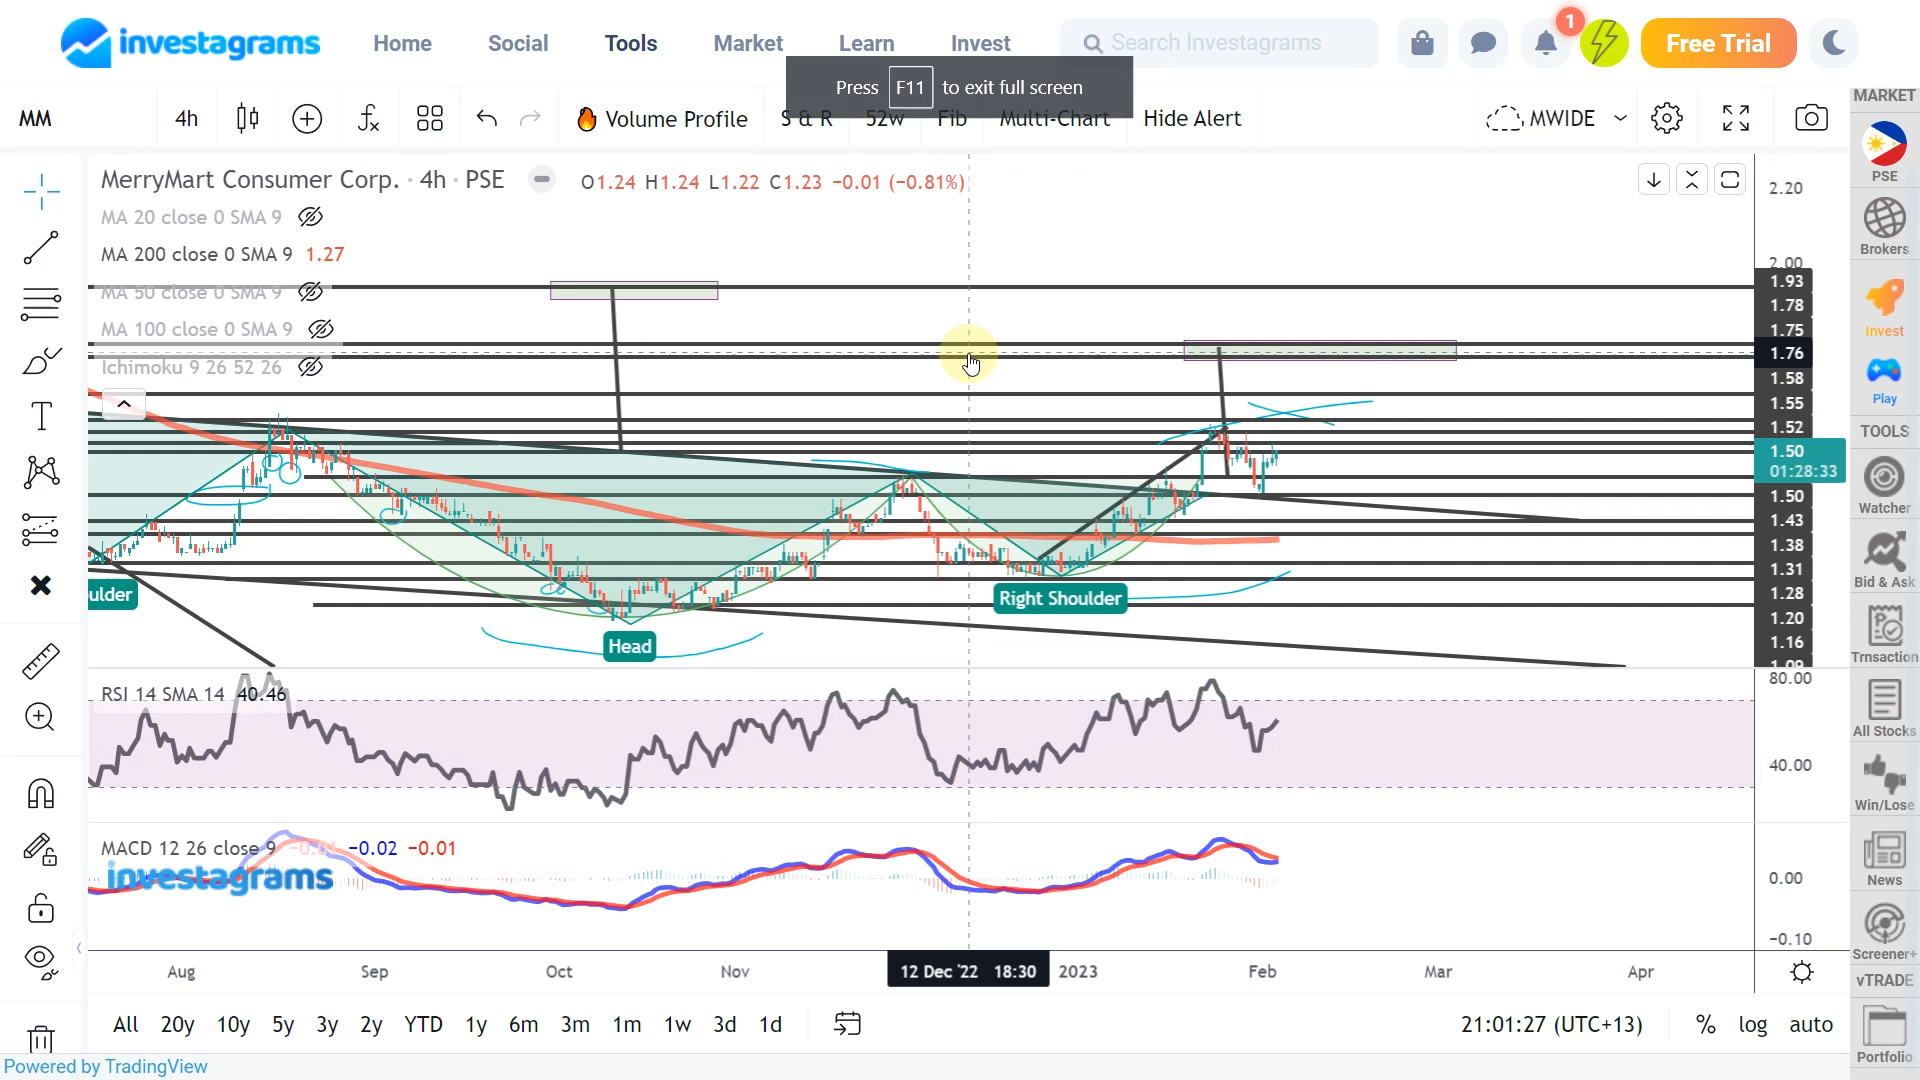 investagrams
Home
Social
Tools
Market
Learn
Invest
Search Investagrams
1
Free Trial
Press F11 to exit full screen
MM
4h
Volume Profile
S & R
52w
Fib
Multi-Chart
Hide Alert
MWIDE
MerryMart Consumer Corp. · 4h · PSE
O1.24 H1.24 L1.22 C1.23 −0.01 (−0.81%)
MA 20 close 0 SMA 9
MA 200 close 0 SMA 9 1.27
MA 50 close 0 SMA 9
MA 100 close 0 SMA 9
Ichimoku 9 26 52 26
2.20
2.00
1.93
1.78
1.75
1.76
1.58
1.55
1.52
1.50
01:28:33
1.50
1.43
1.38
1.31
1.28
1.20
1.16
1.09
ulder
Head
Right Shoulder
RSI 14 SMA 14 40.46
80.00
40.00
MACD 12 26 close 9 −0.01 −0.02 −0.01
investagrams
0.00
−0.10
Aug
Sep
Oct
Nov
12 Dec '22 18:30
2023
Feb
Mar
Apr
All
20y
10y
5y
3y
2y
YTD
1y
6m
3m
1m
1w
3d
1d
21:01:27 (UTC+13)
%
log
auto
Powered by TradingView
MARKET
PSE
Brokers
Invest
Play
TOOLS
Watcher
Bid & Ask
Trnsaction
All Stocks
Win/Lose
News
Screener+
vTRADE
Portfolio